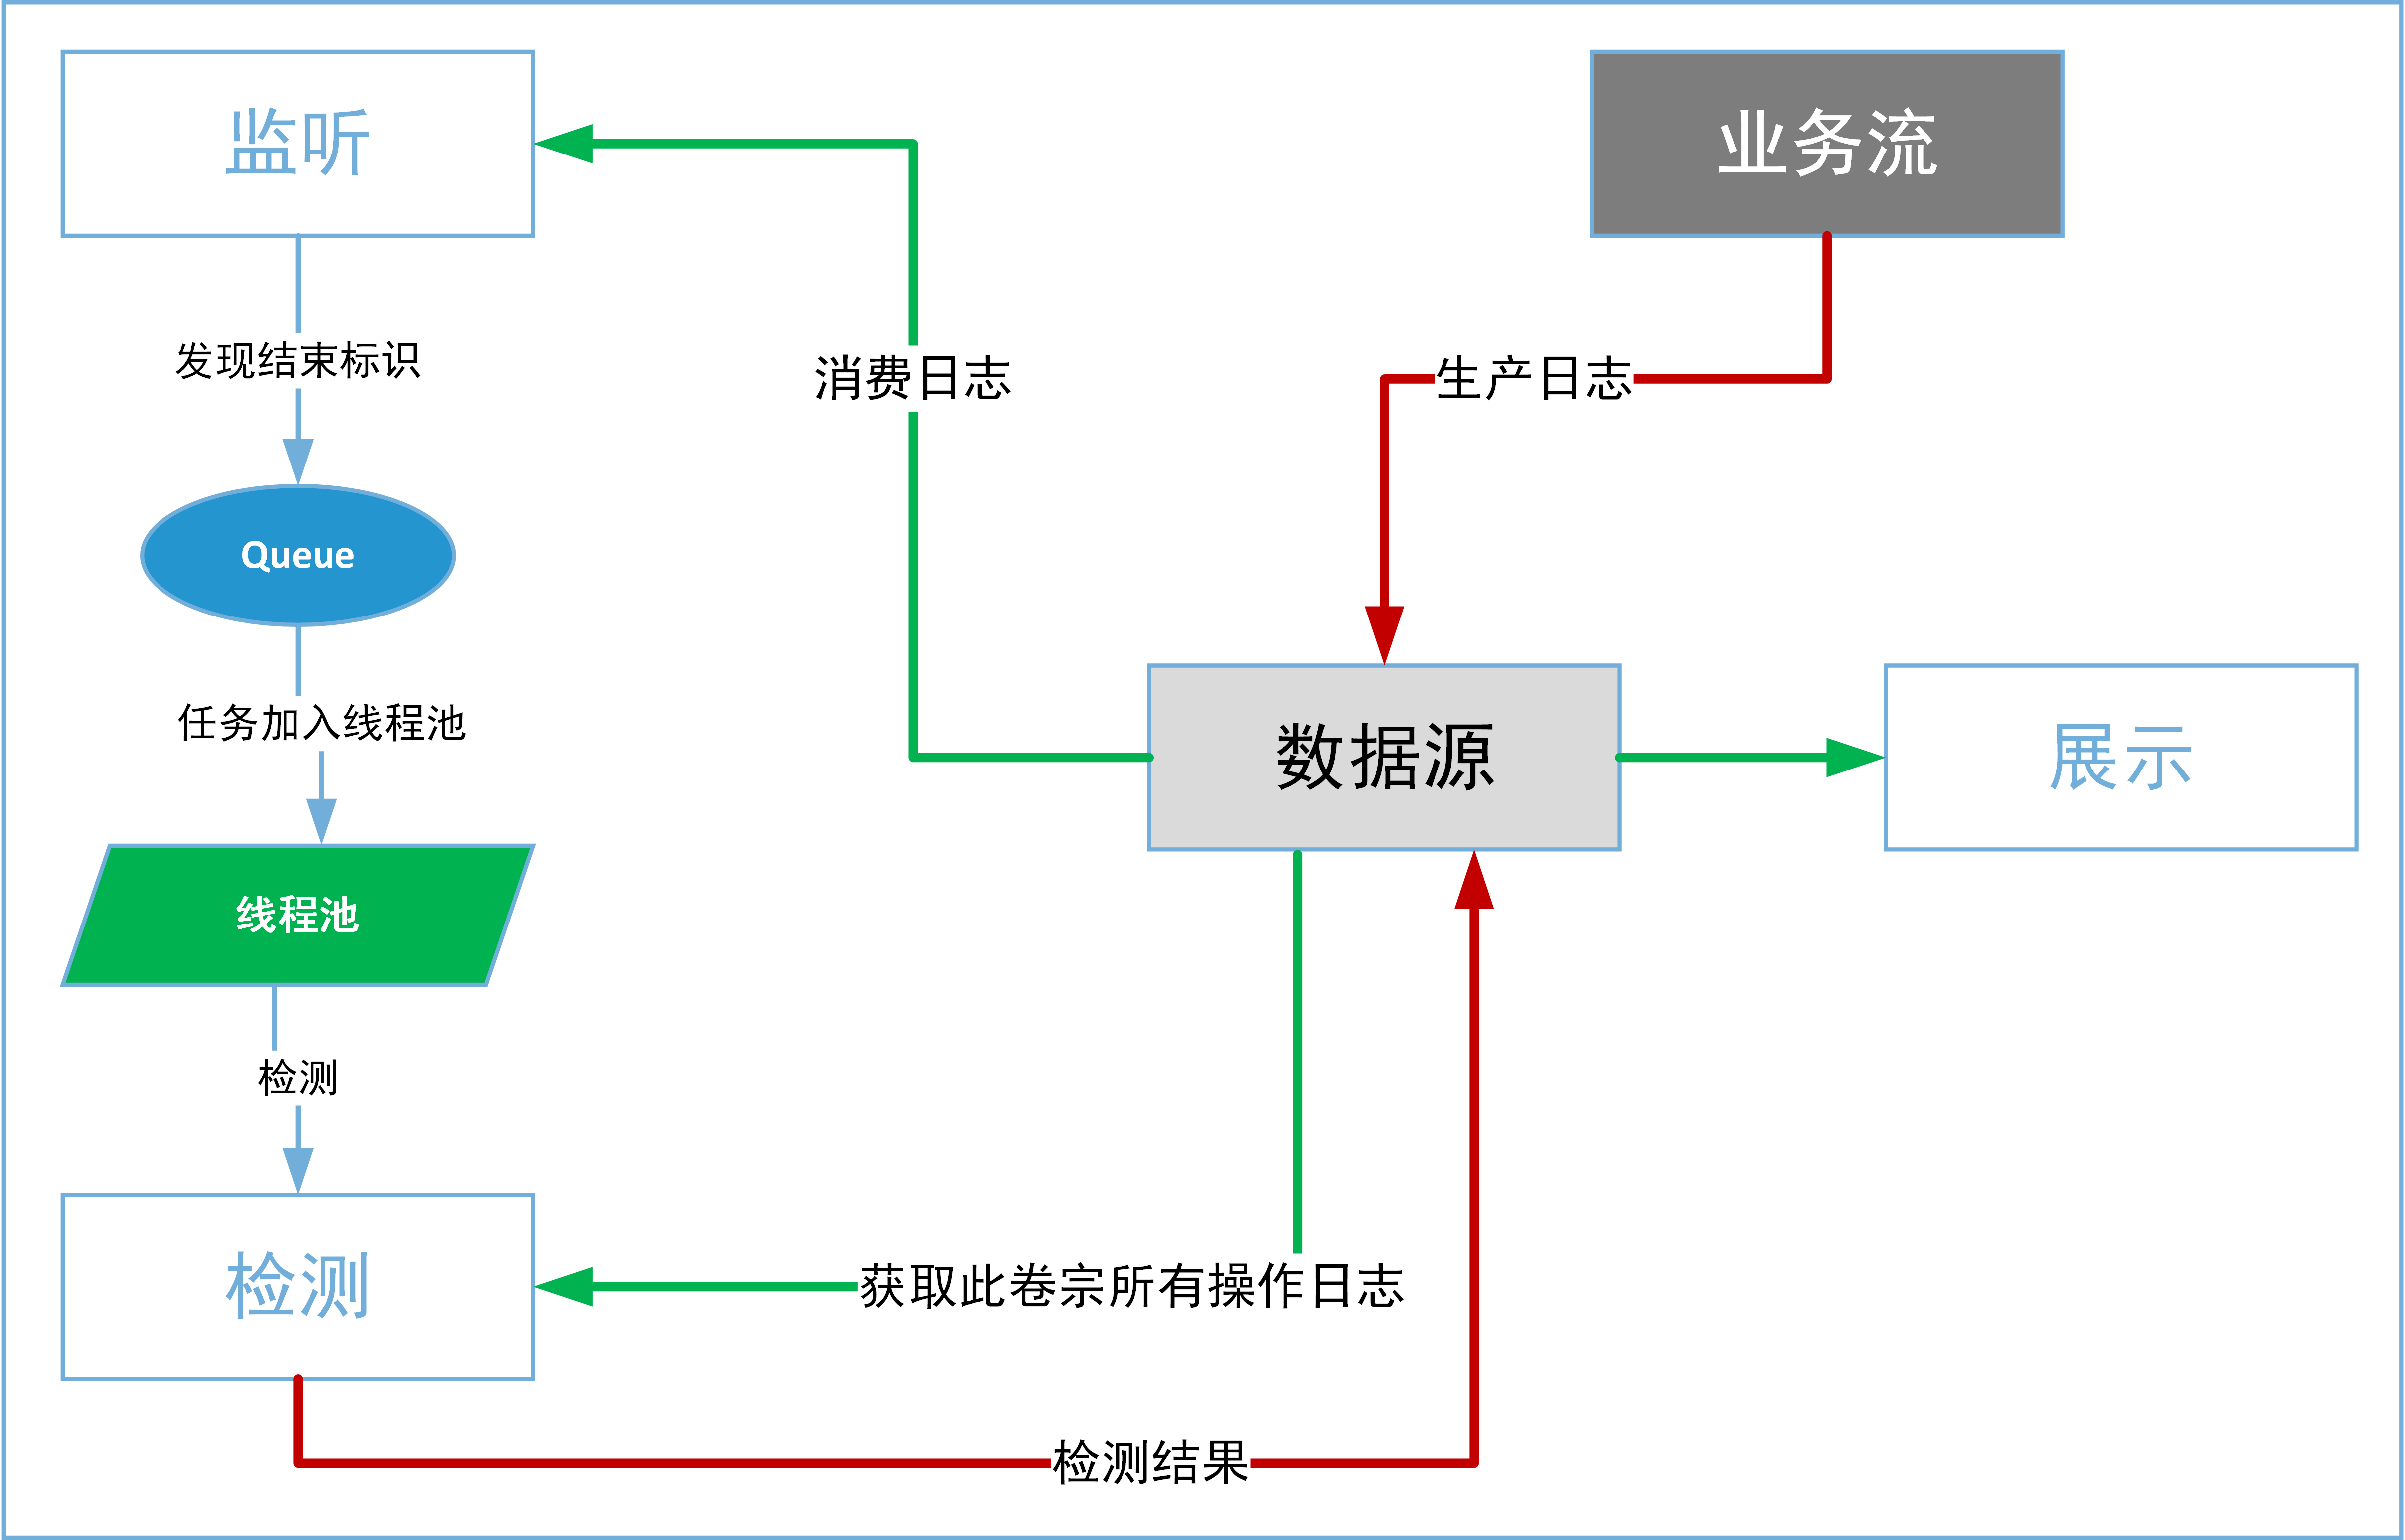 监听
业务流
发现结束标识
消费日志
生产日志
Queue
任务加入线程池
数据源
展示
线程池
检测
检测
获取此卷宗所有操作日志
检测结果